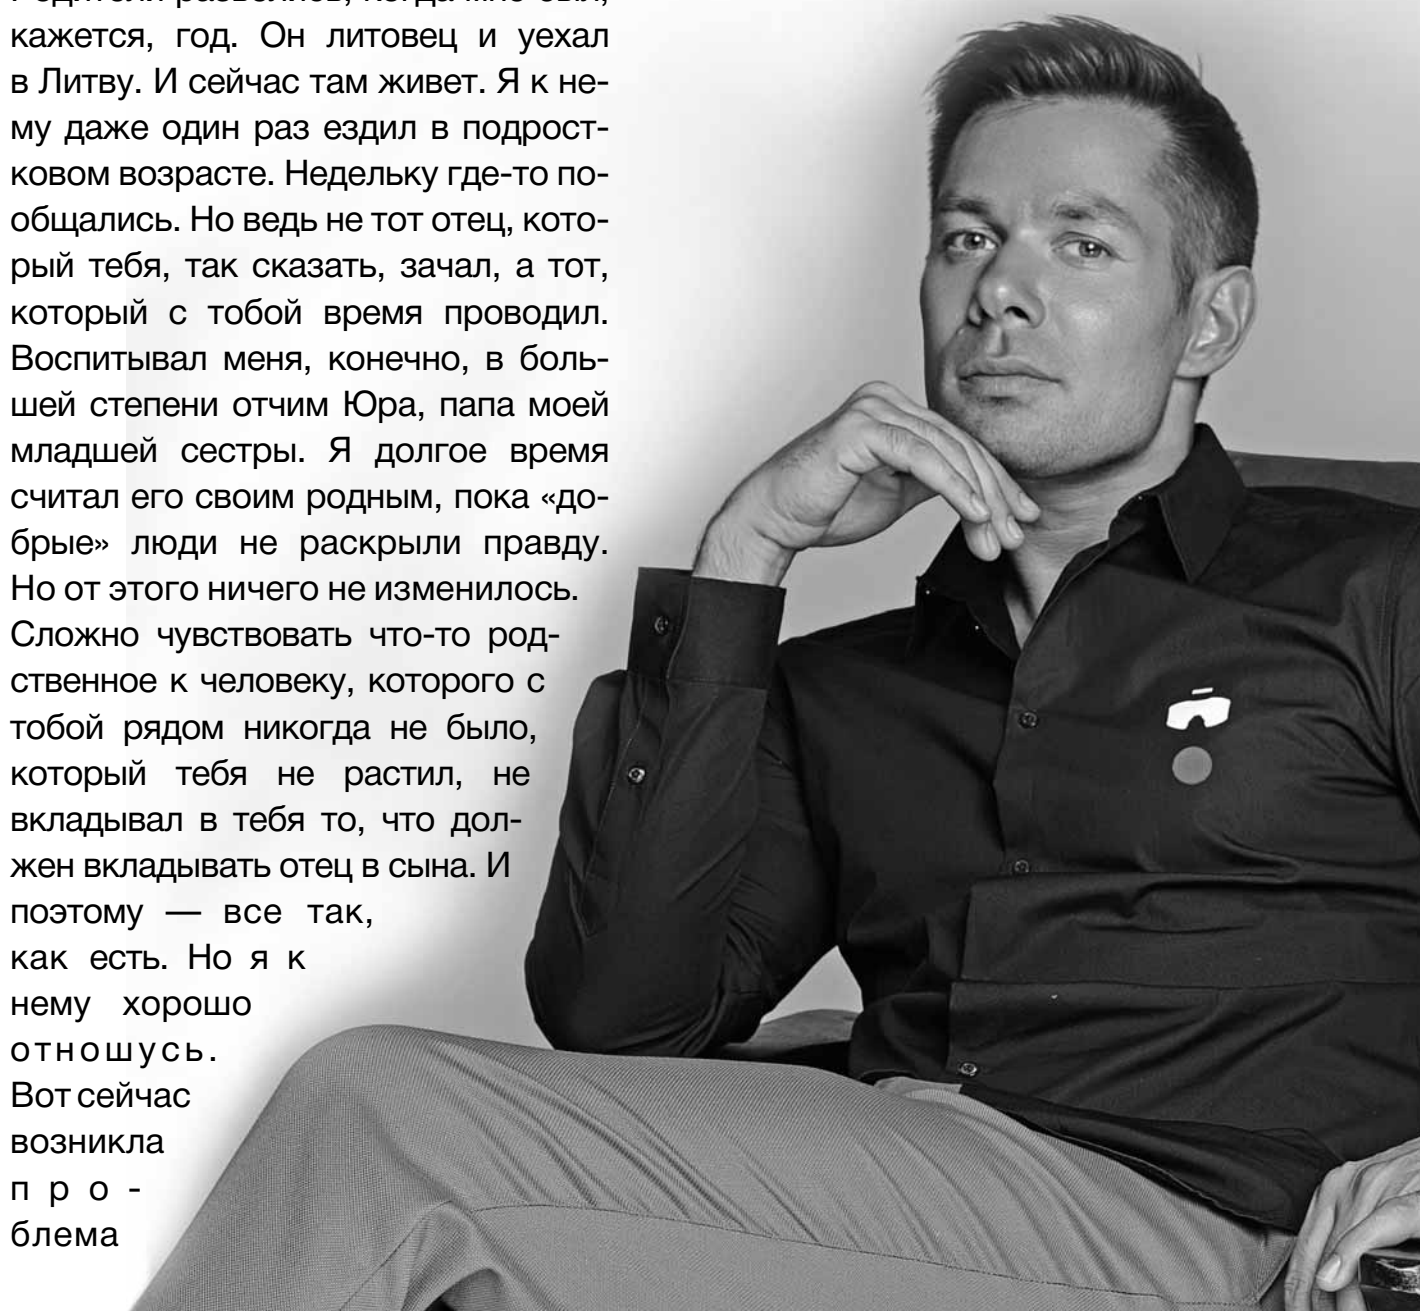 кажется, год. Он литовец и уехал
в Литву. И сейчас там живет. Я к не-
му даже один раз ездил в подрост-
ковом возрасте. Недельку где-то по-
общались. Но ведь не тот отец, кото-
рый тебя, так сказать, зачал, а тот,
который с тобой время проводил.
Воспитывал меня, конечно, в боль-
шей степени отчим Юра, папа моей
младшей сестры. Я долгое время
считал его своим родным, пока «до-
брые» люди не раскрыли правду.
Но от этого ничего не изменилось.
Сложно чувствовать что-то род-
ственное к человеку, которого с
тобой рядом никогда не было,
который тебя не растил, не
вкладывал в тебя то, что дол-
жен вкладывать отец в сына. И
поэтому — все так,
как есть. Но я к
нему хорошо
отношусь.
Вот сейчас
возникла
про-
блема